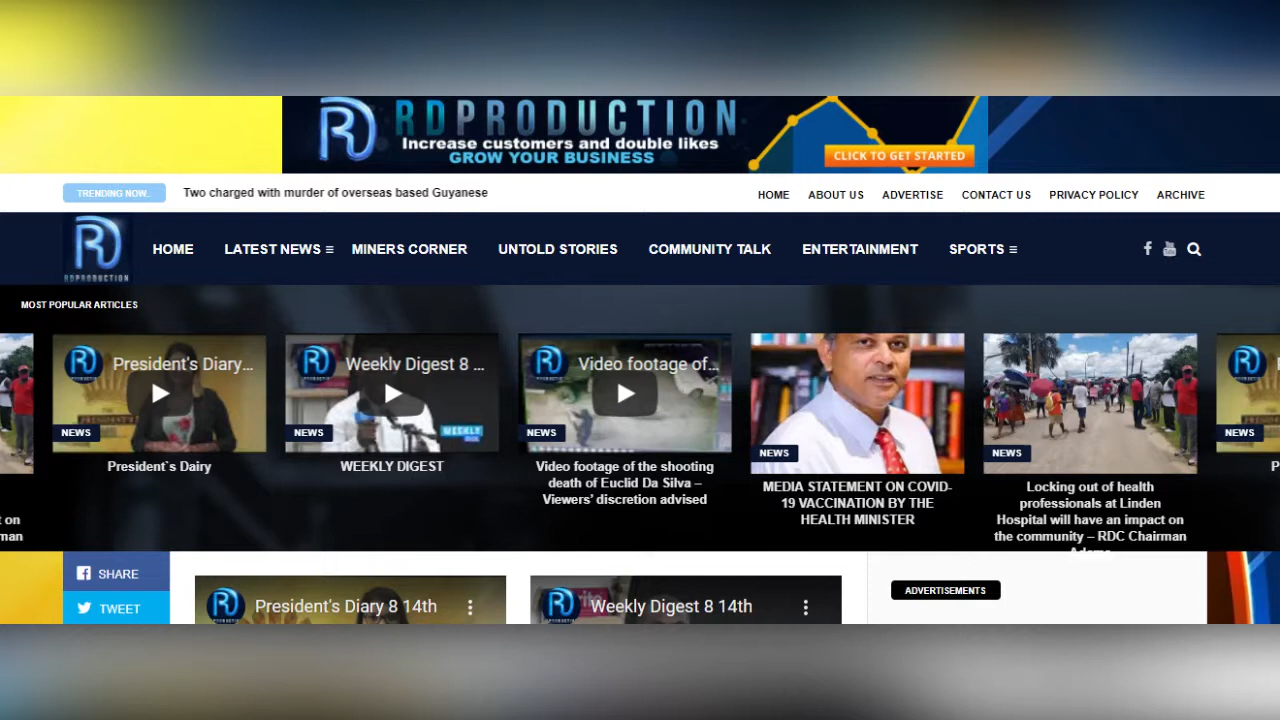 RDPRODUCTION
Increase customers and double likes
GROW YOUR BUSINESS
CLICK TO GET STARTED
TRENDING NOW..
Two charged with murder of overseas based Guyanese
HOME ABOUT US ADVERTISE CONTACT US PRIVACY POLICY ARCHIVE
RDPRODUCTION
HOME LATEST NEWS ≡ MINERS CORNER UNTOLD STORIES COMMUNITY TALK ENTERTAINMENT SPORTS ≡
MOST POPULAR ARTICLES
President's Diary...
NEWS
President`s Dairy
Weekly Digest 8 ...
WEEKLY
NEWS
WEEKLY DIGEST
Video footage of...
NEWS
Video footage of the shooting
death of Euclid Da Silva –
Viewers' discretion advised
NEWS
MEDIA STATEMENT ON COVID-
19 VACCINATION BY THE
HEALTH MINISTER
NEWS
Locking out of health
professionals at Linden
Hospital will have an impact on
the community – RDC Chairman
NEWS
t on
man
SHARE
TWEET
President's Diary 8 14th
Weekly Digest 8 14th
ADVERTISEMENTS